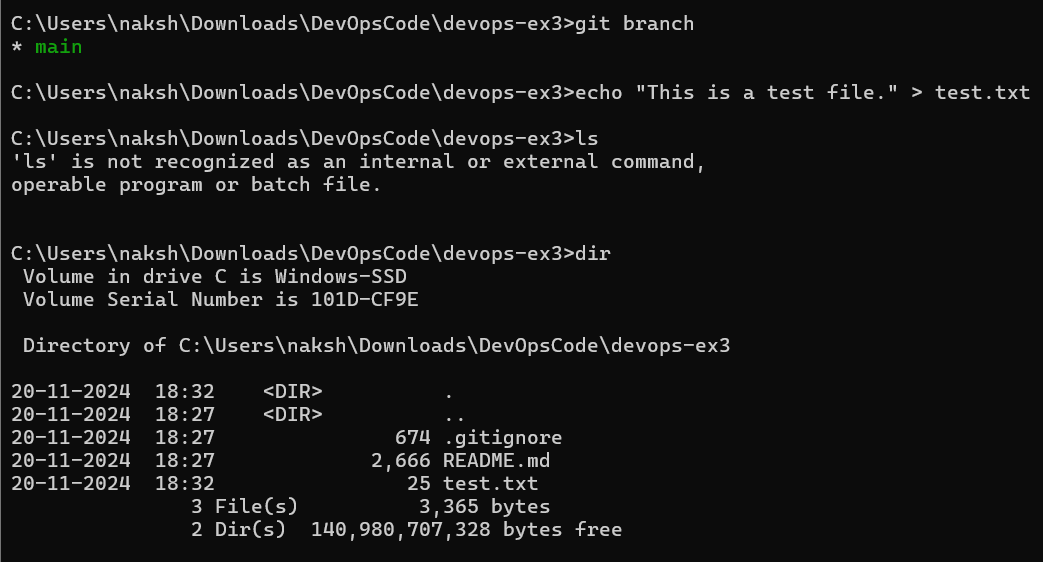 C:\Users\naksh\Downloads\DevOpsCode\devops-ex3>git branch
* main
C:\Users\naksh\Downloads\DevOpsCode\devops-ex3>echo "This is a test file." > test.txt
C:\Users\naksh\Downloads\DevOpsCode\devops-ex3>ls
'ls' is not recognized as an internal or external command,
operable program or batch file.
C:\Users\naksh\Downloads\DevOpsCode\devops-ex3>dir
 Volume in drive C is Windows-SSD
 Volume Serial Number is 101D-CF9E
 Directory of C:\Users\naksh\Downloads\DevOpsCode\devops-ex3
20-11-2024  18:32    <DIR>          .
20-11-2024  18:27    <DIR>          ..
20-11-2024  18:27               674 .gitignore
20-11-2024  18:27             2,666 README.md
20-11-2024  18:32                25 test.txt
               3 File(s)          3,365 bytes
               2 Dir(s)  140,980,707,328 bytes free